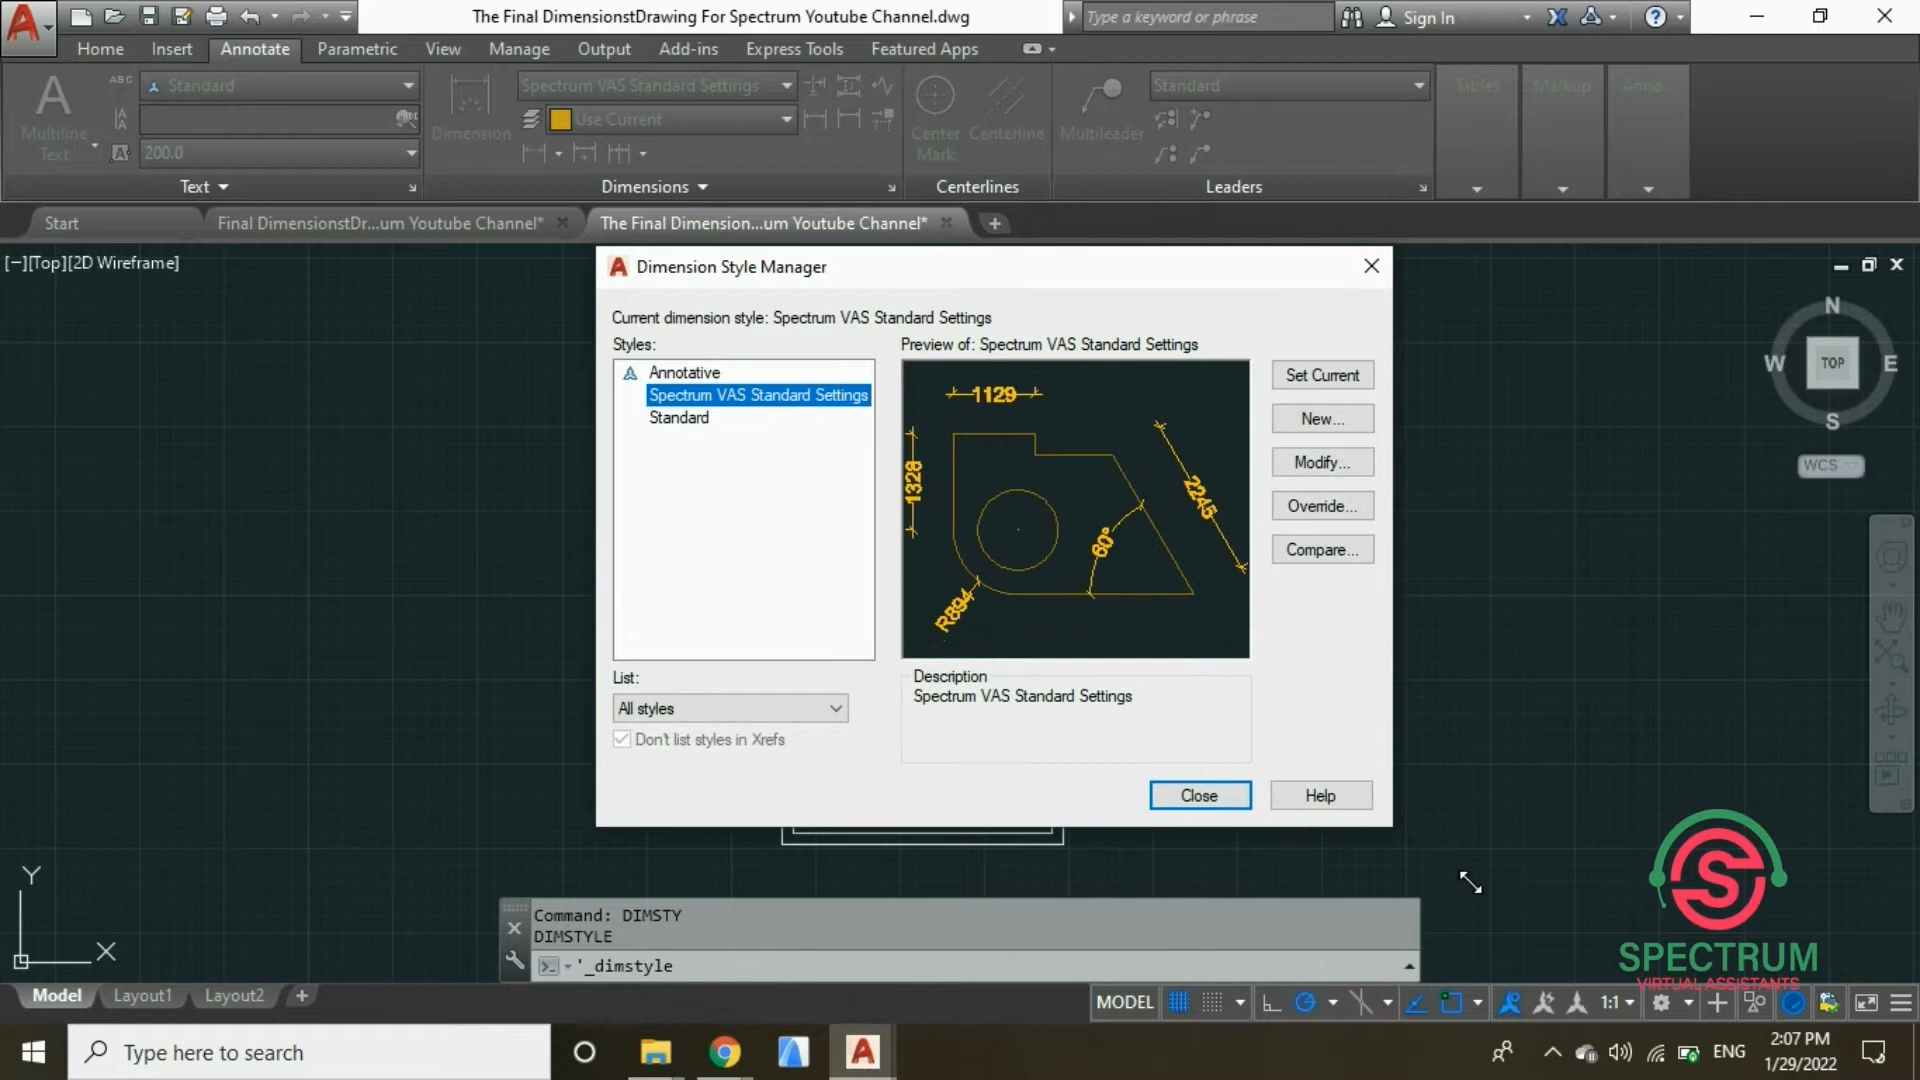 The Final DimensionstDrawing For Spectrum Youtube Channel.dwg
Type a keyword or phrase
Sign In
Home Insert Annotate Parametric View Manage Output Add-ins Express Tools Featured Apps
Multiline Text
Standard
200.0
Dimension
Spectrum VAS Standard Settings
Use Current
Center Mark
Centerline
Multileader
Standard
Tables
Markup
Anno...
Text
Dimensions
Centerlines
Leaders
Start
Final DimensionstDr...um Youtube Channel*
The Final Dimension...um Youtube Channel*
[−][Top][2D Wireframe]
Dimension Style Manager
Current dimension style: Spectrum VAS Standard Settings
Styles:
Annotative
Spectrum VAS Standard Settings
Standard
Preview of: Spectrum VAS Standard Settings
1129
1328
2245
60°
R894
Set Current
New...
Modify...
Override...
Compare...
List:
All styles
Don't list styles in Xrefs
Description
Spectrum VAS Standard Settings
Close
Help
N
W
TOP
E
S
WCS
Y
X
Command: DIMSTY
DIMSTYLE
'_dimstyle
SPECTRUM
VIRTUAL ASSISTANTS
Model
Layout1
Layout2
MODEL
1:1
Type here to search
ENG
2:07 PM
1/29/2022